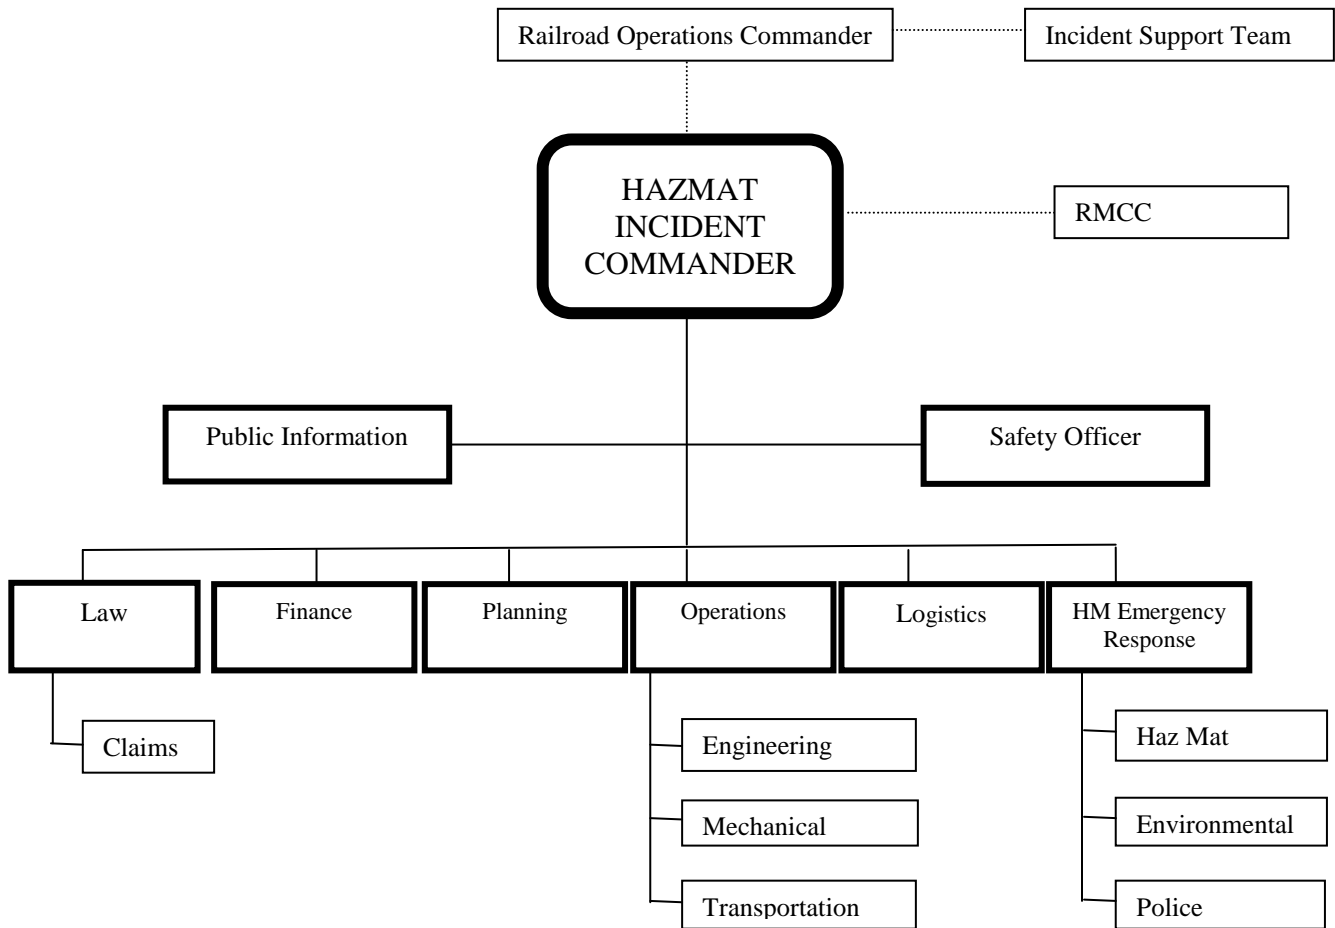 Railroad Operations Commander
Incident Support Team
HAZMAT
INCIDENT
COMMANDER
RMCC
Public Information
Safety Officer
Law
Finance
Planning
Operations
Logistics
HM Emergency
Response
Claims
Engineering
Haz Mat
Mechanical
Environmental
Transportation
Police